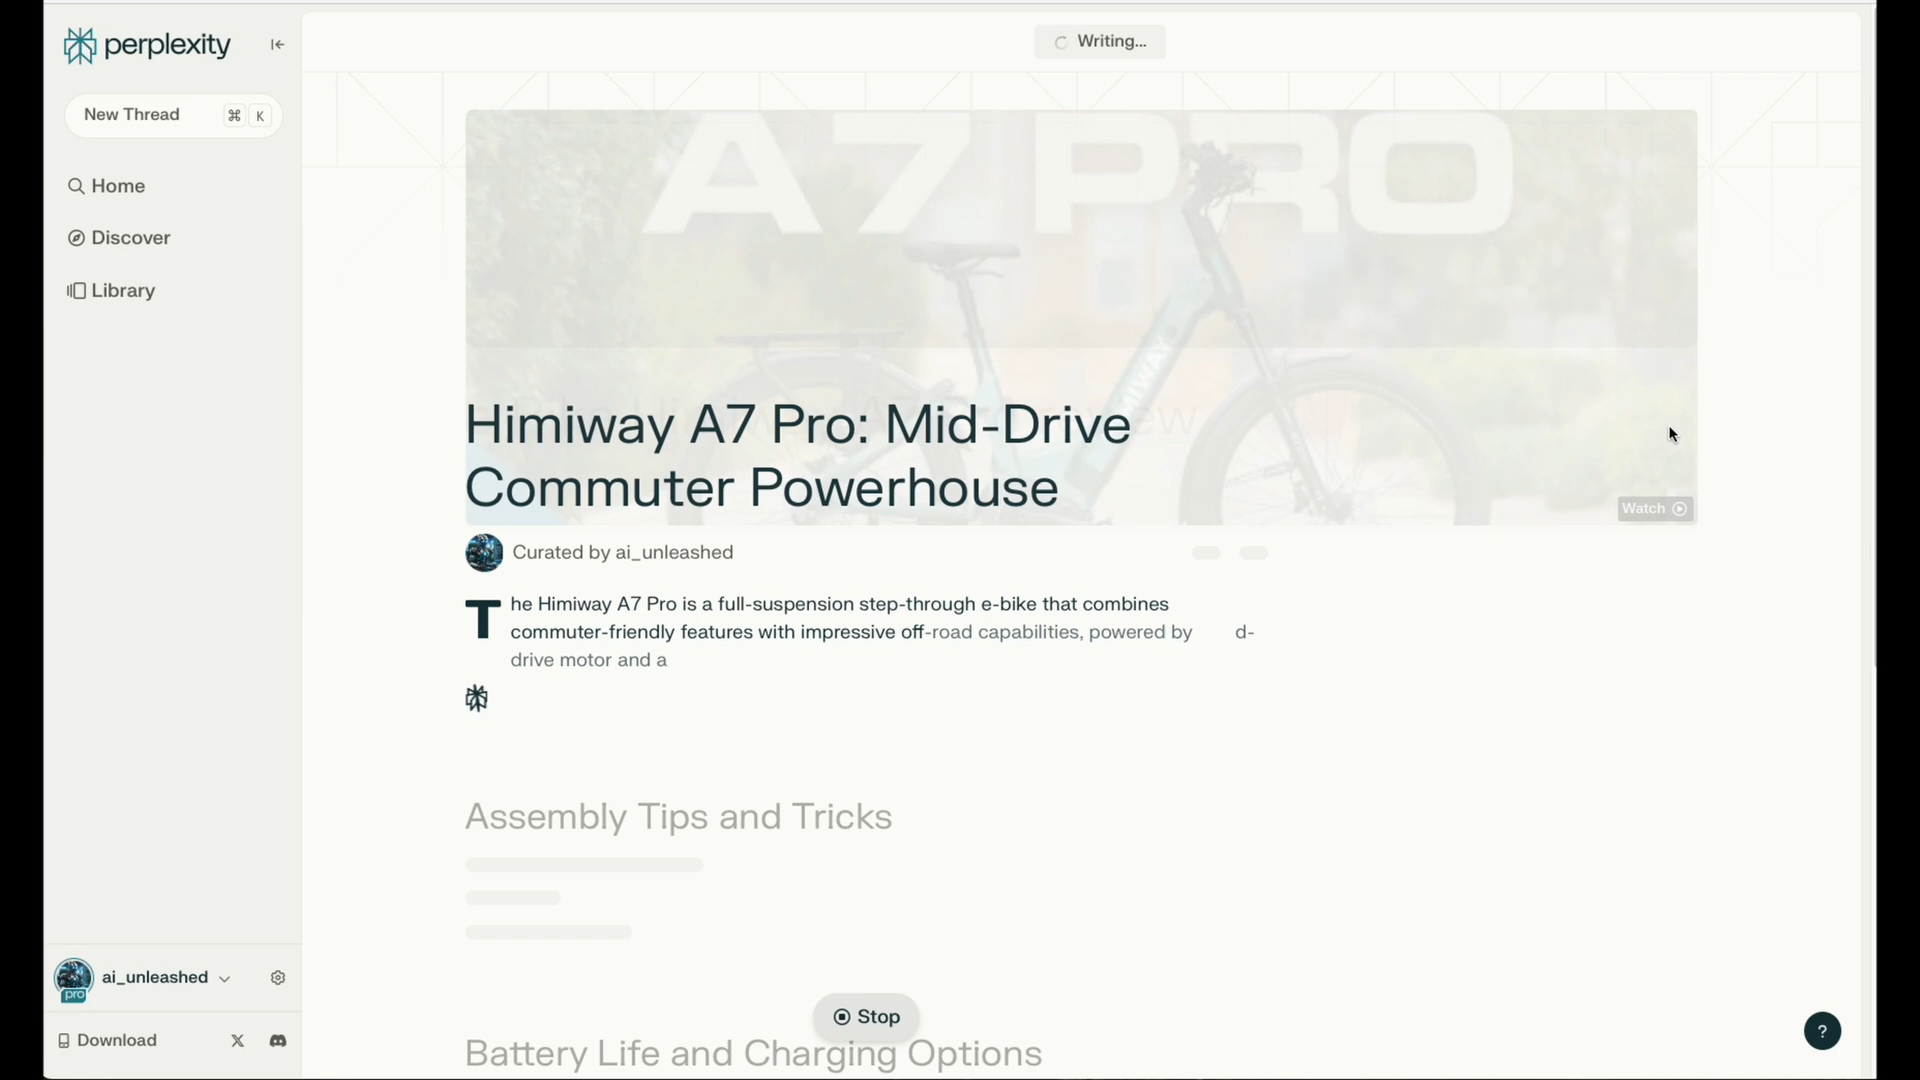 perplexity
Writing...
New Thread ⌘ K
Home
Discover
Library
A7 PRO
HIMIWAY
Himiway A7 Pro: Mid-Drive
Commuter Powerhouse
Watch
Curated by ai_unleashed
The Himiway A7 Pro is a full-suspension step-through e-bike that combines
commuter-friendly features with impressive off-road capabilities, powered by d-
drive motor and a
Assembly Tips and Tricks
ai_unleashed
pro
Stop
Download
?
Battery Life and Charging Options